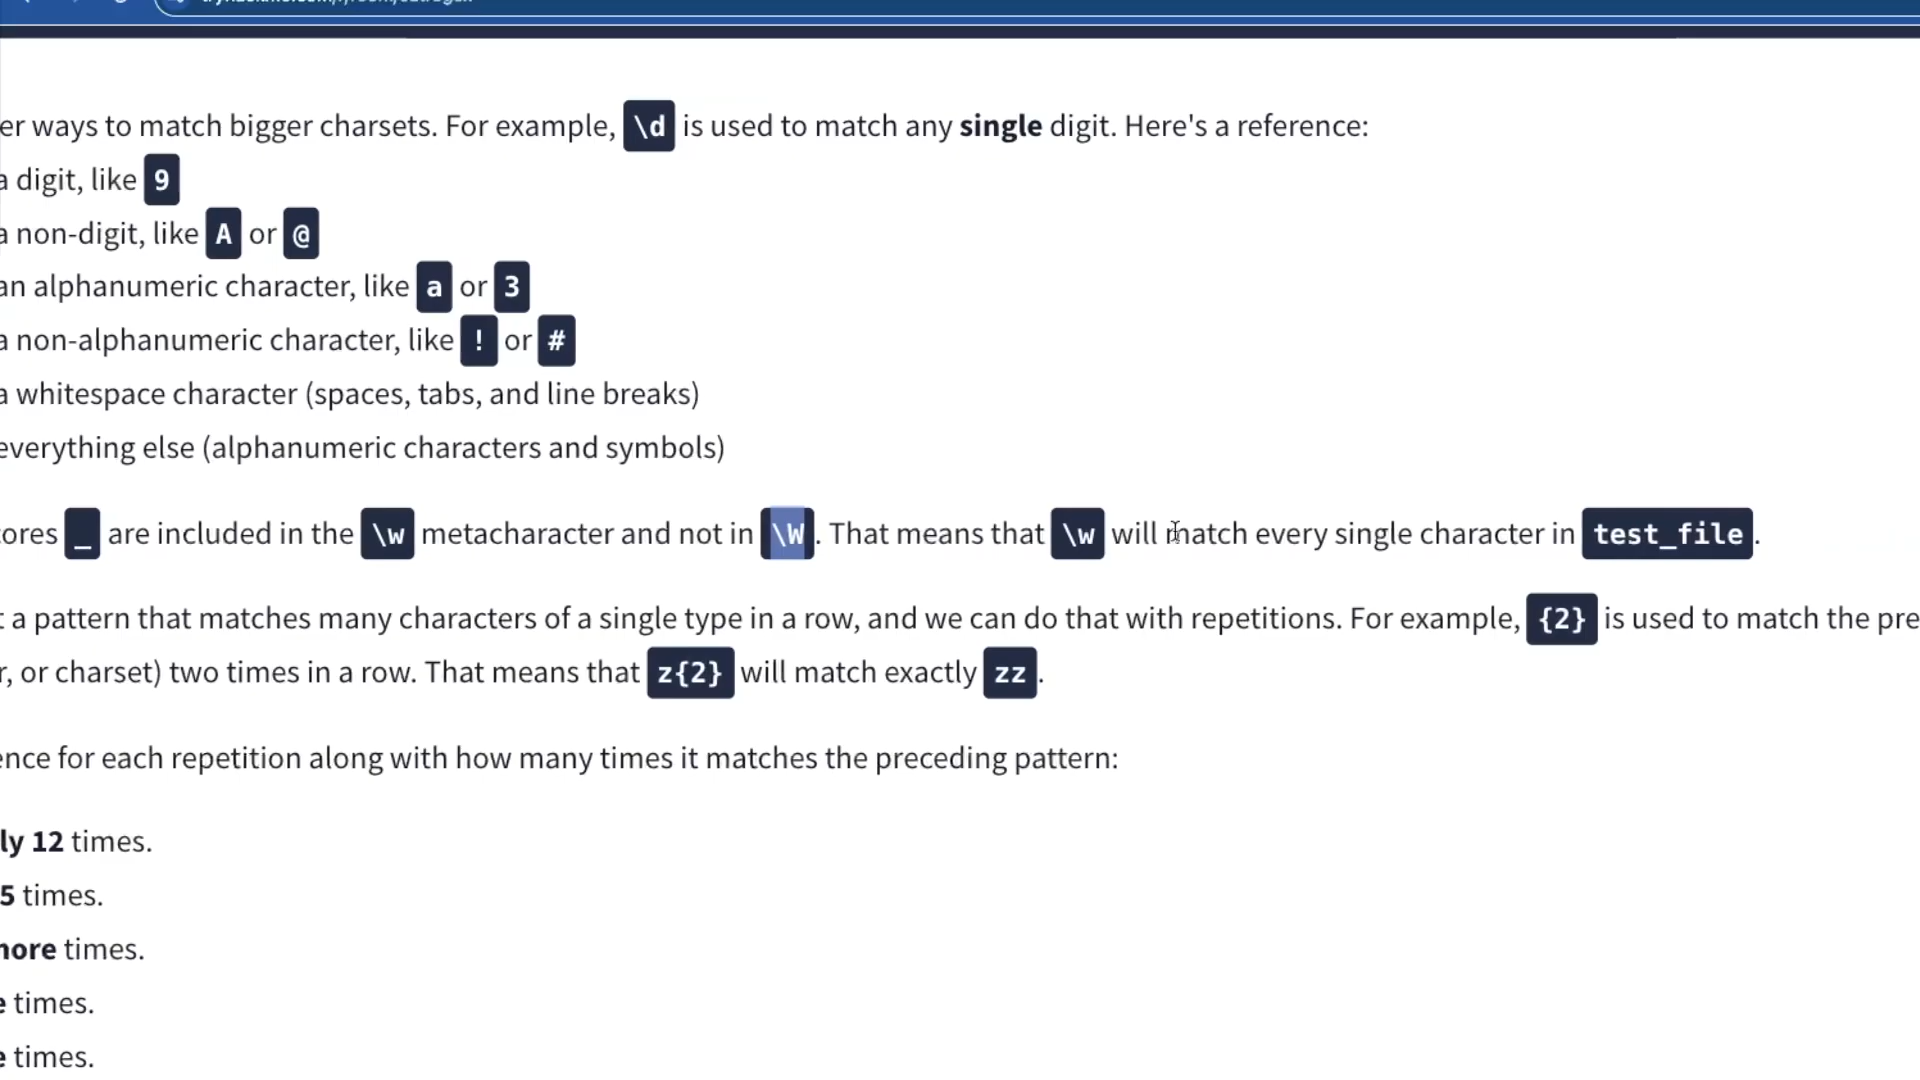 er ways to match bigger charsets. For example, \d is used to match any single digit. Here's a reference:
a digit, like 9
a non-digit, like A or @
an alphanumeric character, like a or 3
a non-alphanumeric character, like ! or #
a whitespace character (spaces, tabs, and line breaks)
everything else (alphanumeric characters and symbols)
cores _ are included in the \w metacharacter and not in \W. That means that \w will match every single character in test_file.
t a pattern that matches many characters of a single type in a row, and we can do that with repetitions. For example, {2} is used to match the pre
r, or charset) two times in a row. That means that z{2} will match exactly zz.
ence for each repetition along with how many times it matches the preceding pattern:
ly 12 times.
5 times.
more times.
e times.
e times.